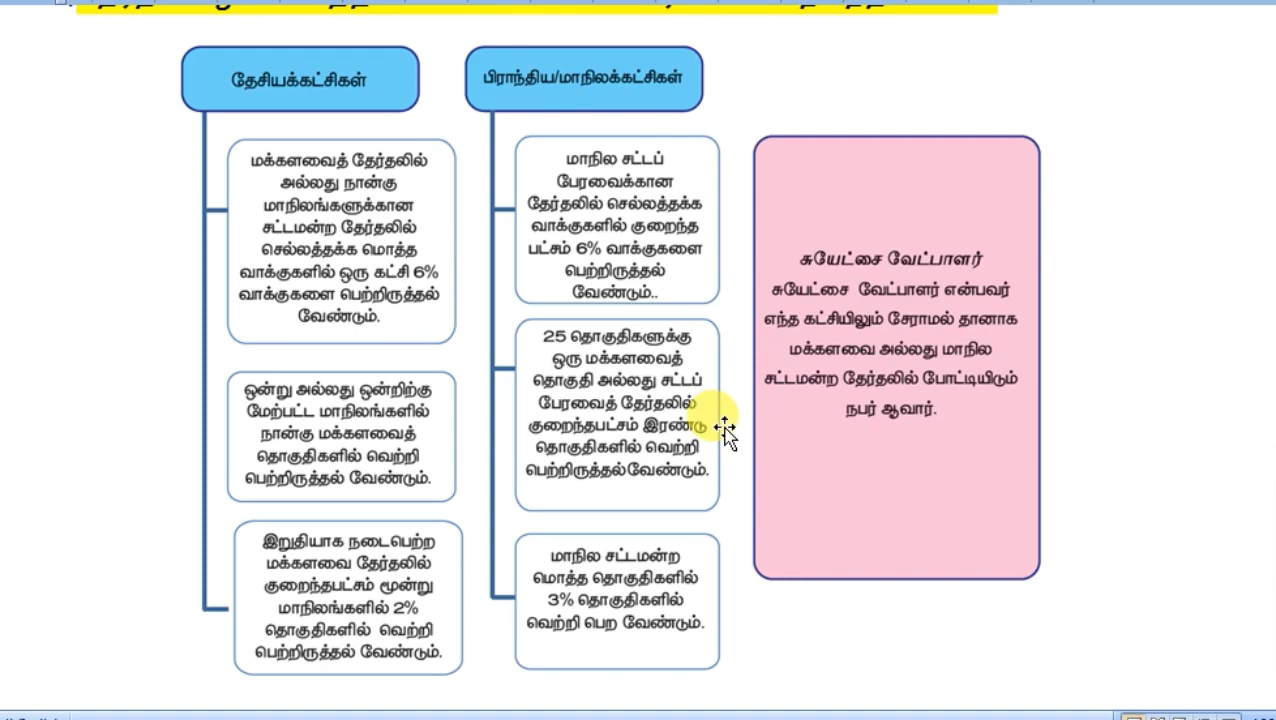 தேசியக்கட்சிகள்
மக்களவைத் தேர்தலில்
அல்லது நான்கு
மாநிலங்களுக்கான
சட்டமன்ற தேர்தலில்
செல்லத்தக்க மொத்த
வாக்குகளில் ஒரு கட்சி 6%
வாக்குகளை பெற்றிருத்தல்
வேண்டும்.
ஒன்று அல்லது ஒன்றிற்கு
மேற்பட்ட மாநிலங்களில்
நான்கு மக்களவைத்
தொகுதிகளில் வெற்றி
பெற்றிருத்தல் வேண்டும்.
இறுதியாக நடைபெற்ற
மக்களவை தேர்தலில்
குறைந்தபட்சம் மூன்று
மாநிலங்களில் 2%
தொகுதிகளில் வெற்றி
பெற்றிருத்தல் வேண்டும்.
பிராந்திய/மாநிலக்கட்சிகள்
மாநில சட்டப்
பேரவைக்கான
தேர்தலில் செல்லத்தக்க
வாக்குகளில் குறைந்த
பட்சம் 6% வாக்குகளை
பெற்றிருத்தல்
வேண்டும்..
25 தொகுதிகளுக்கு
ஒரு மக்களவைத்
தொகுதி அல்லது சட்டப்
பேரவைத் தேர்தலில்
குறைந்தபட்சம் இரண்டு
தொகுதிகளில் வெற்றி
பெற்றிருத்தல்வேண்டும்.
மாநில சட்டமன்ற
மொத்த தொகுதிகளில்
3% தொகுதிகளில்
வெற்றி பெற வேண்டும்.
சுயேட்சை வேட்பாளர்
சுயேட்சை வேட்பாளர் என்பவர்
எந்த கட்சியிலும் சேராமல் தானாக
மக்களவை அல்லது மாநில
சட்டமன்ற தேர்தலில் போட்டியிடும்
நபர் ஆவார்.